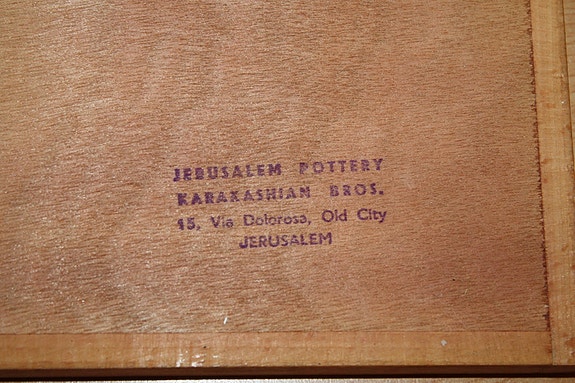 JERUSALEM POTTERY
KARAKASHIAN BROS.
15, Via Dolorosa, Old City
JERUSALEM